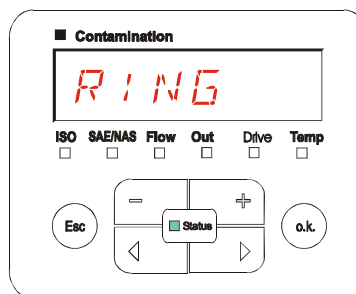 Contamination
RING
ISO SAE/NAS Flow Out Drive Temp
- +
Esc Status o.k.